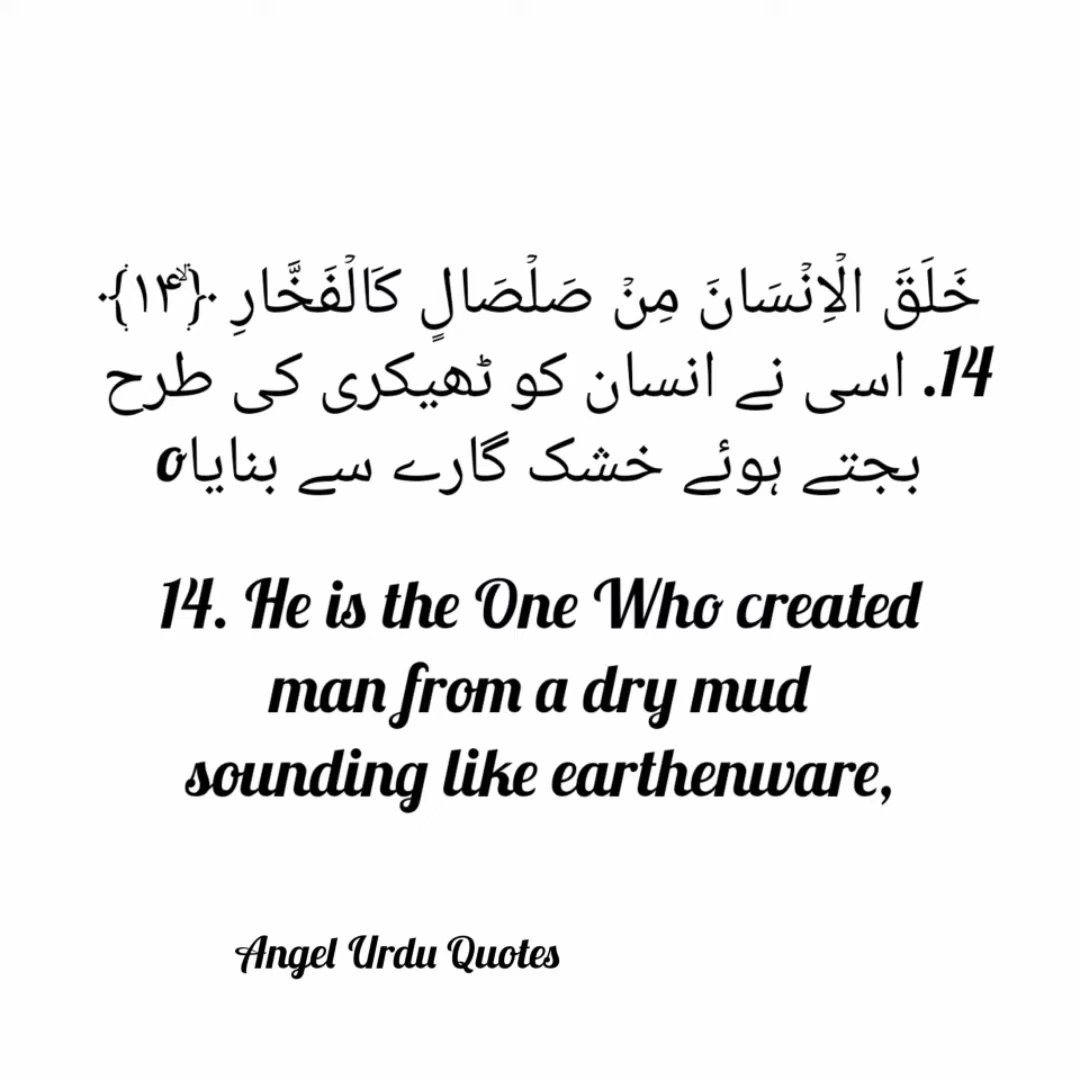 خَلَقَ الۡاِنۡسَانَ مِنۡ صَلۡصَالٍ كَالۡفَخَّارِ ﴿ۙ۱۴﴾
14. اسی نے انسان کو ٹھیکری کی طرح
بجتے ہوئے خشک گارے سے بنایاo
14. He is the One Who created
man from a dry mud
sounding like earthenware,
Angel Urdu Quotes